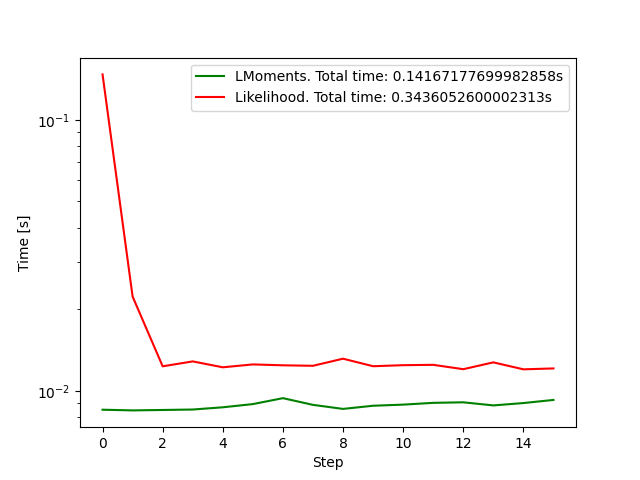 LMoments. Total time: 0.14167177699982858s
Likelihood. Total time: 0.3436052600002313s
10⁻¹
10⁻²
Time [s]
0 2 4 6 8 10 12 14
Step